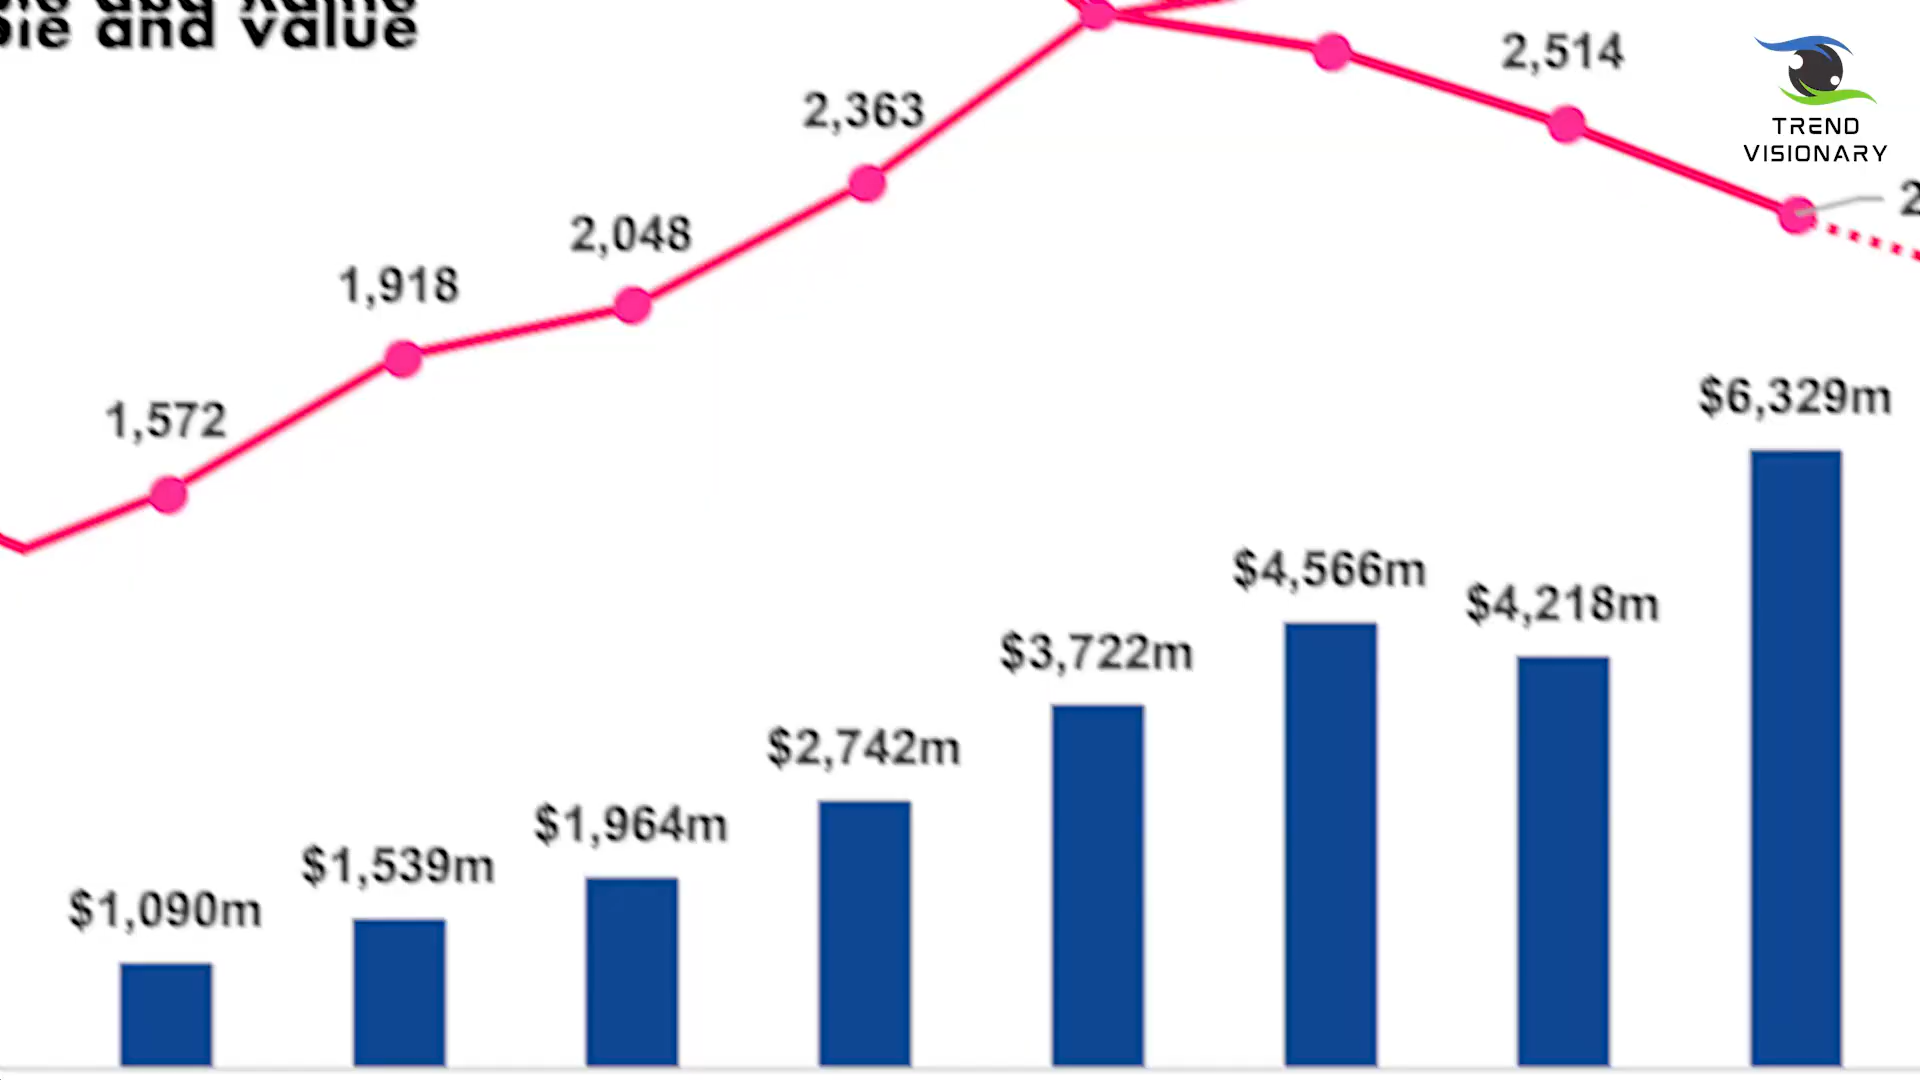 and value
2,514
TREND
VISIONARY
2,363
2,048
1,918
1,572
$6,329m
$4,566m
$4,218m
$3,722m
$2,742m
$1,964m
$1,539m
$1,090m